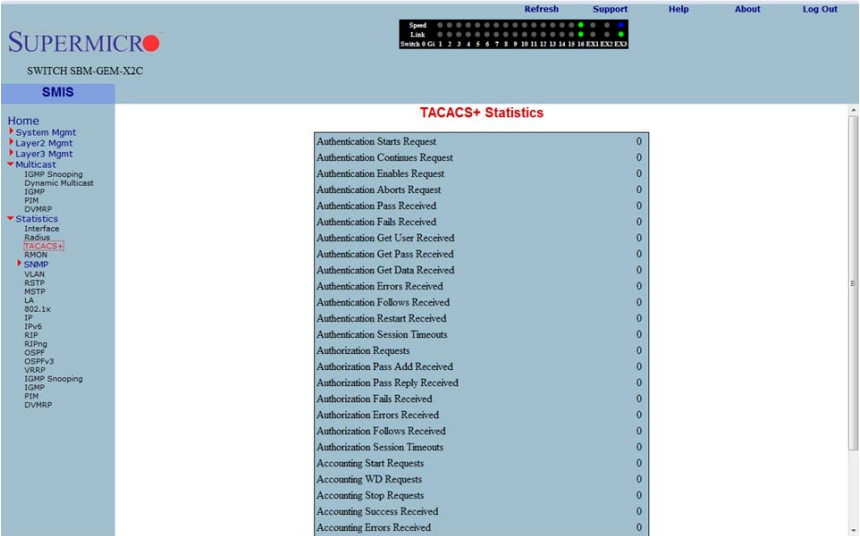 Refresh Support Help About Log Out
SUPERMICRO
SWITCH SBM-GEM-X2C
Speed
Link
Switch 0 Gi 1 2 3 4 5 6 7 8 9 10 11 12 13 14 15 16 EX1 EX2 EX3
SMIS
Home
System Mgmt
Layer2 Mgmt
Layer3 Mgmt
Multicast
IGMP Snooping
Dynamic Multicast
IGMP
PIM
DVMRP
Statistics
Interface
Radius
TACACS+
RMON
SNMP
VLAN
RSTP
MSTP
LA
802.1x
IP
IPv6
RIP
RIPng
OSPF
OSPFv3
VRRP
IGMP Snooping
IGMP
PIM
DVMRP
TACACS+ Statistics
Authentication Starts Request 0
Authentication Continues Request 0
Authentication Enables Request 0
Authentication Aborts Request 0
Authentication Pass Received 0
Authentication Fails Received 0
Authentication Get User Received 0
Authentication Get Pass Received 0
Authentication Get Data Received 0
Authentication Errors Received 0
Authentication Follows Received 0
Authentication Restart Received 0
Authentication Session Timeouts 0
Authorization Requests 0
Authorization Pass Add Received 0
Authorization Pass Reply Received 0
Authorization Fails Received 0
Authorization Errors Received 0
Authorization Follows Received 0
Authorization Session Timeouts 0
Accounting Start Requests 0
Accounting WD Requests 0
Accounting Stop Requests 0
Accounting Success Received 0
Accounting Errors Received 0